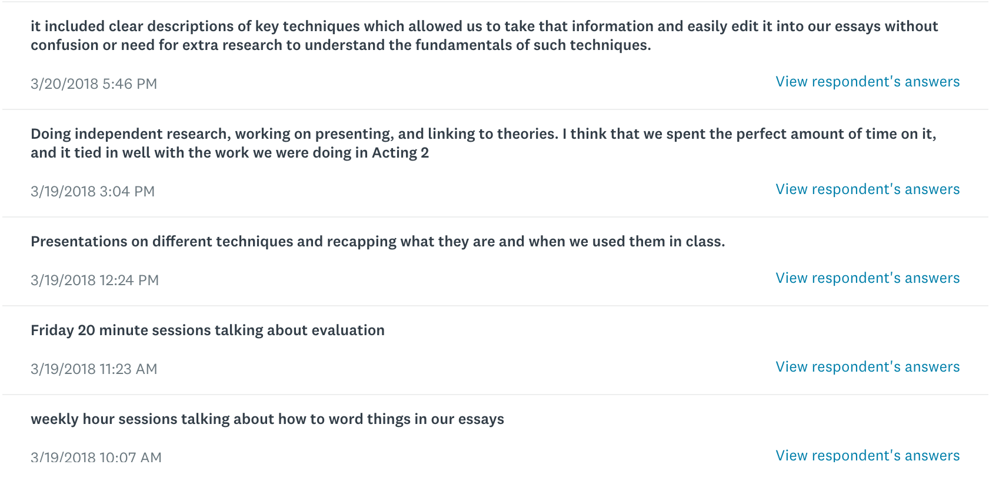 it included clear descriptions of key techniques which allowed us to take that information and easily edit it into our essays without
confusion or need for extra research to understand the fundamentals of such techniques.
3/20/2018 5:46 PM
View respondent's answers
Doing independent research, working on presenting, and linking to theories. I think that we spent the perfect amount of time on it,
and it tied in well with the work we were doing in Acting 2
3/19/2018 3:04 PM
View respondent's answers
Presentations on different techniques and recapping what they are and when we used them in class.
3/19/2018 12:24 PM
View respondent's answers
Friday 20 minute sessions talking about evaluation
3/19/2018 11:23 AM
View respondent's answers
weekly hour sessions talking about how to word things in our essays
3/19/2018 10:07 AM
View respondent's answers